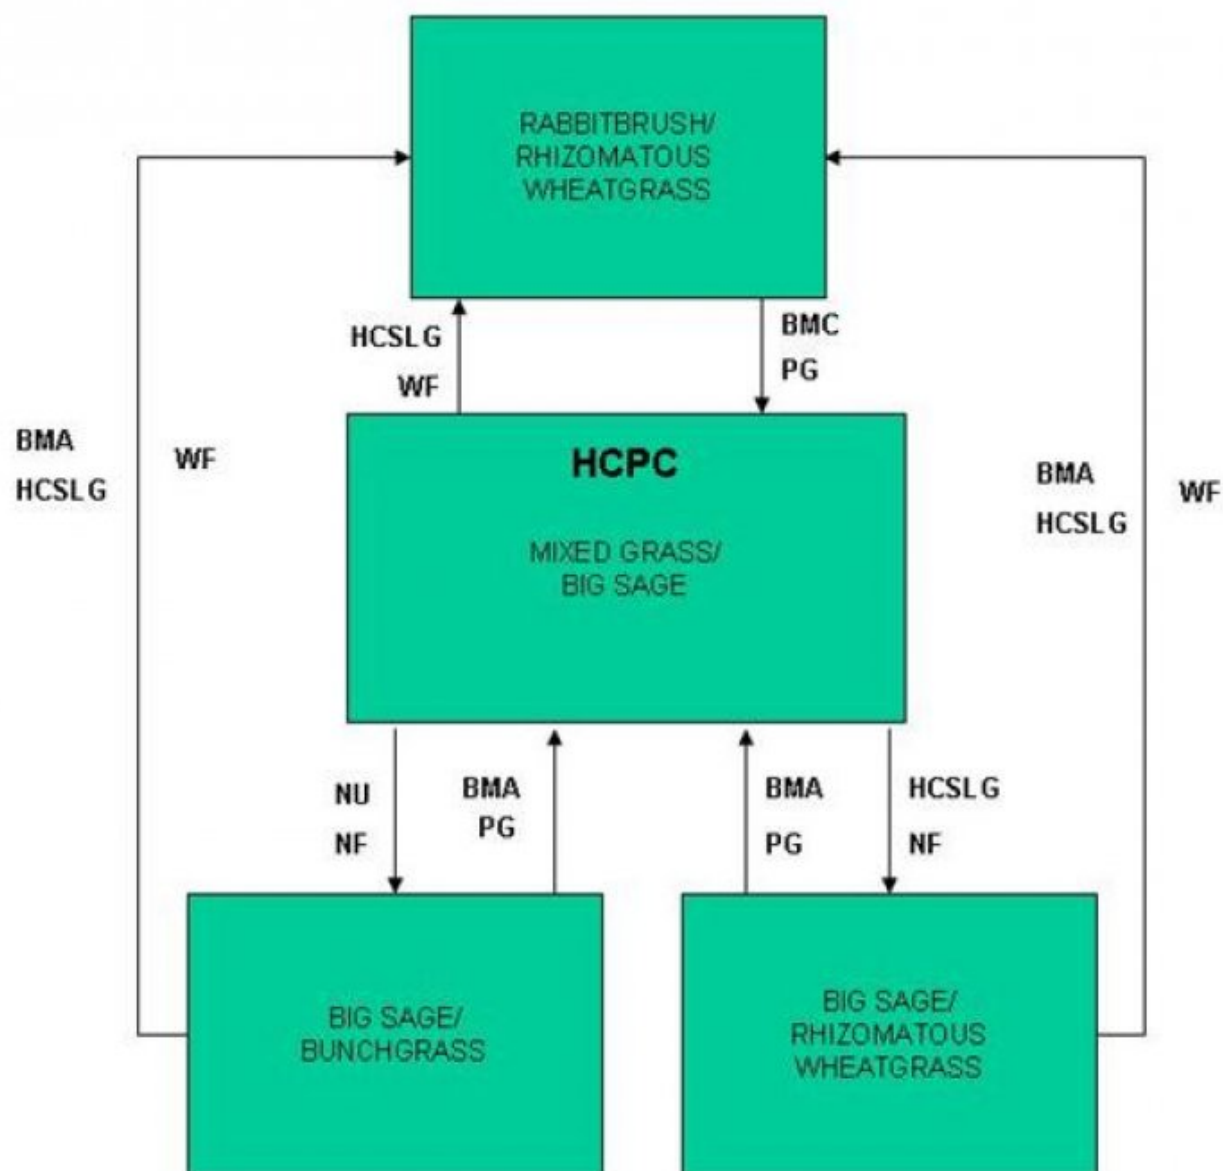 RABBITBRUSH/
RHIZOMATOUS
WHEATGRASS
HCSLG
WF
BMC
PG
BMA
HCSLG
WF
HCPC
MIXED GRASS/
BIG SAGE
BMA
HCSLG
WF
NU
NF
BMA
PG
BMA
PG
HCSLG
NF
BIG SAGE/
BUNCHGRASS
BIG SAGE/
RHIZOMATOUS
WHEATGRASS